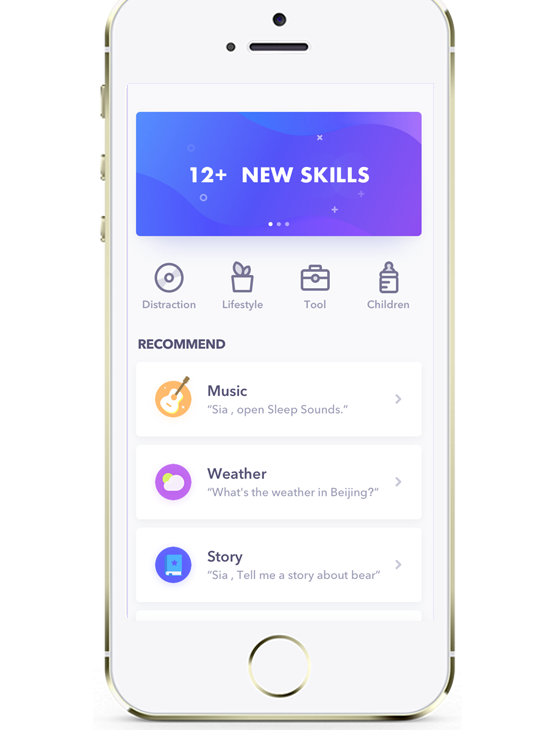 12+ NEW SKILLS
Distraction Lifestyle Tool Children
RECOMMEND
Music
“Sia , open Sleep Sounds.”
Weather
“What's the weather in Beijing?”
Story
“Sia , Tell me a story about bear”